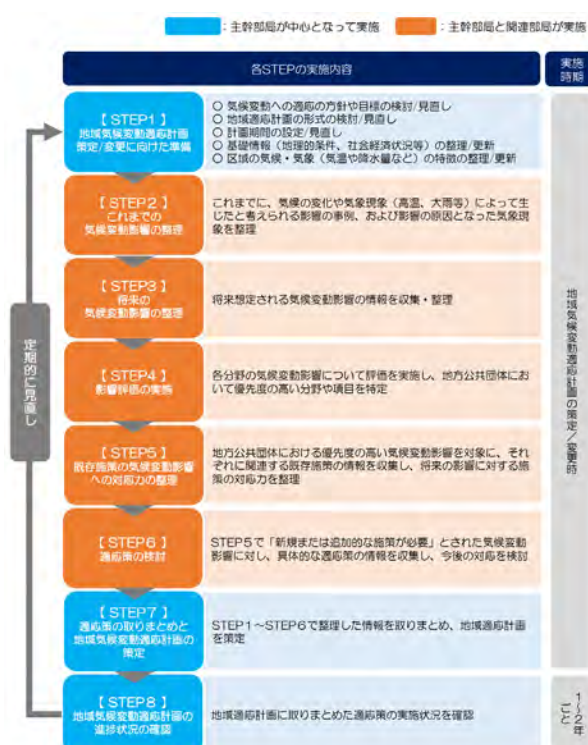 ：主幹部局が中心となって実施
：主幹部局と関連部局が実施
各STEPの実施内容
実施
時期
【 STEP1 】
地域気候変動適応計画
策定/変更に向けた準備
○ 気候変動への適応の方針や目標の検討/見直し
○ 地域適応計画の形式の検討/見直し
○ 計画期間の設定/見直し
○ 基礎情報（地理的条件、社会経済状況等）の整理/更新
○ 区域の気候・気象（気温や降水量など）の特徴の整理/更新
【 STEP2 】
これまでの
気候変動影響の整理
これまでに、気候の変化や気象現象（高温、大雨等）によって生
じたと考えられる影響の事例、および影響の原因となった気象現
象を整理
【 STEP3 】
将来の
気候変動影響の整理
将来想定される気候変動影響の情報を収集・整理
【 STEP4 】
影響評価の実施
各分野の気候変動影響について評価を実施し、地方公共団体にお
いて優先度の高い分野や項目を特定
【 STEP5 】
既存施策の気候変動影響
への対応力の整理
地方公共団体における優先度の高い気候変動影響を対象に、それ
ぞれに関連する既存施策の情報を収集し、将来の影響に対する施
策の対応力を整理
【 STEP6 】
適応策の検討
STEP5で「新規または追加的な施策が必要」とされた気候変動
影響に対し、具体的な適応策の情報を収集し、今後の対応を検討
【 STEP7 】
適応策の取りまとめと
地域気候変動適応計画の
策定
STEP1～STEP6で整理した情報を取りまとめ、地域適応計画
を策定
【 STEP8 】
地域気候変動適応計画の
進捗状況の確認
地域適応計画に取りまとめた適応策の実施状況を確認
定期的に見直し
地域気候変動適応計画の策定／変更時
1～2年
ごと